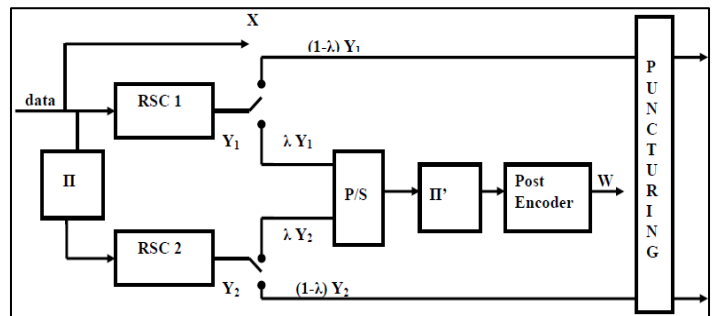 X
(1-λ) Y₁
data
RSC 1
Y₁
λ Y₁
Π
P/S
Π’
Post
Encoder
W
λ Y₂
RSC 2
Y₂
(1-λ) Y₂
P
U
N
C
T
U
R
I
N
G